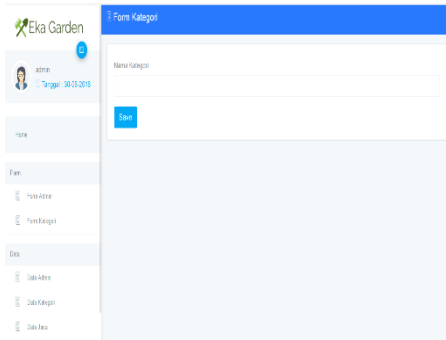 Eka Garden
admin
Tanggal : 30-08-2018
Home
Form
Form Admin
Form Kategori
Data
Data Admin
Data Kategori
Data Jasa
Form Kategori
Nama Kategori
Save